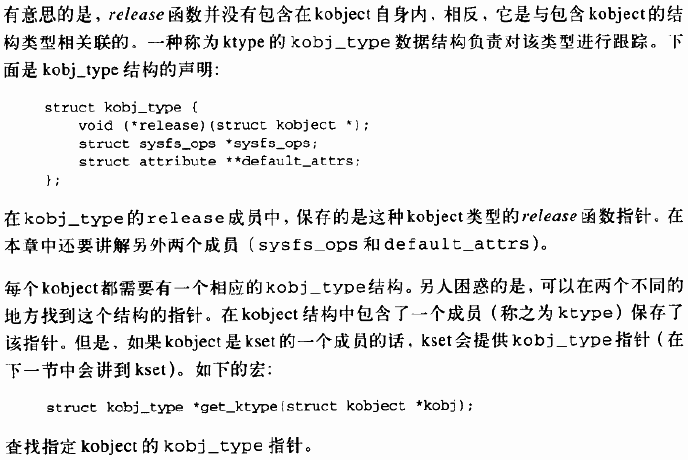 有意思的是，release函数并没有包含在kobject自身内，相反，它是与包含kobject的结
构类型相关联的。一种称为ktype的kobj_type数据结构负责对该类型进行跟踪。下
面是kobj_type结构的声明：
struct kobj_type {
void (*release)(struct kobject *);
struct sysfs_ops *sysfs_ops;
struct attribute **default_attrs;
};
在kobj_type的release成员中，保存的是这种kobject类型的release函数指针。在
本章中还要讲解另外两个成员（sysfs_ops和default_attrs）。
每个kobject都需要有一个相应的kobj_type结构。另人困惑的是，可以在两个不同的
地方找到这个结构的指针。在kobject结构中包含了一个成员（称之为ktype）保存了
该指针。但是，如果kobject是kset的一个成员的话，kset会提供kobj_type指针（在
下一节中会讲到kset）。如下的宏：
struct kobj_type *get_ktype(struct kobject *kobj);
查找指定kobject的kobj_type指针。